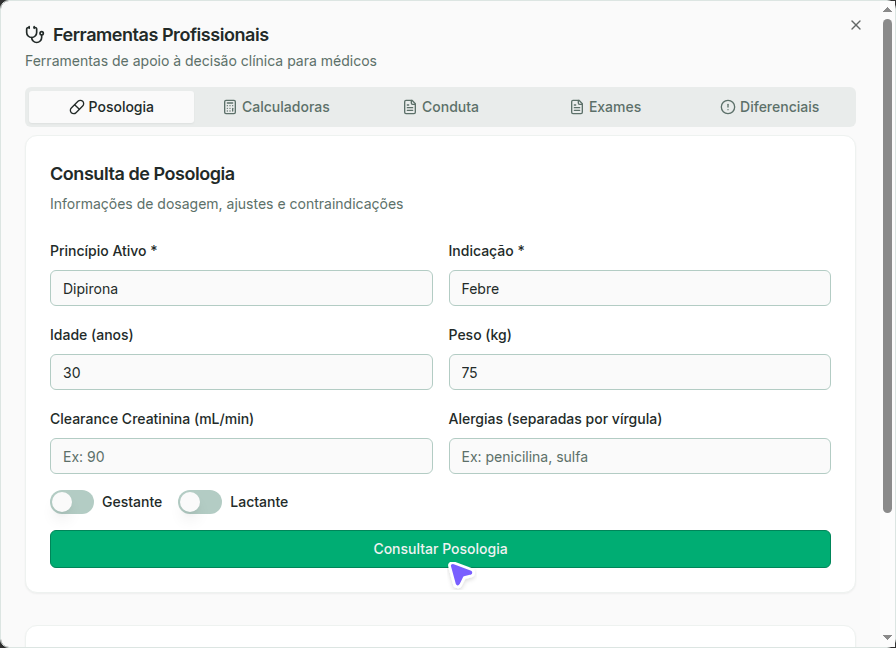 Ferramentas Profissionais
Ferramentas de apoio à decisão clínica para médicos
Posologia
Calculadoras
Conduta
Exames
Diferenciais
Consulta de Posologia
Informações de dosagem, ajustes e contraindicações
Princípio Ativo *
Indicação *
Dipirona
Febre
Idade (anos)
Peso (kg)
30
75
Clearance Creatinina (mL/min)
Alergias (separadas por vírgula)
Ex: 90
Ex: penicilina, sulfa
Gestante
Lactante
Consultar Posologia